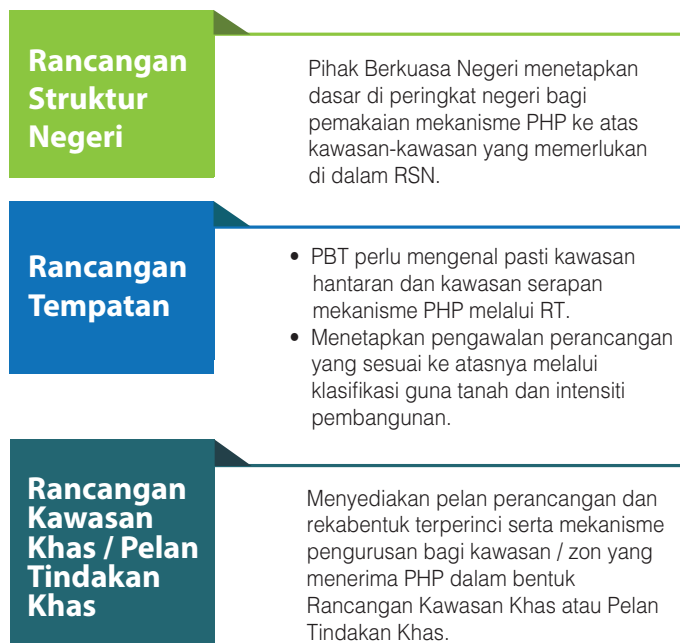 Rancangan
Struktur
Negeri
Pihak Berkuasa Negeri menetapkan
dasar di peringkat negeri bagi
pemakaian mekanisme PHP ke atas
kawasan-kawasan yang memerlukan
di dalam RSN.
Rancangan
Tempatan
• PBT perlu mengenal pasti kawasan
hantaran dan kawasan serapan
mekanisme PHP melalui RT.
• Menetapkan pengawalan perancangan
yang sesuai ke atasnya melalui
klasifikasi guna tanah dan intensiti
pembangunan.
Rancangan
Kawasan
Khas / Pelan
Tindakan
Khas
Menyediakan pelan perancangan dan
rekabentuk terperinci serta mekanisme
pengurusan bagi kawasan / zon yang
menerima PHP dalam bentuk
Rancangan Kawasan Khas atau Pelan
Tindakan Khas.